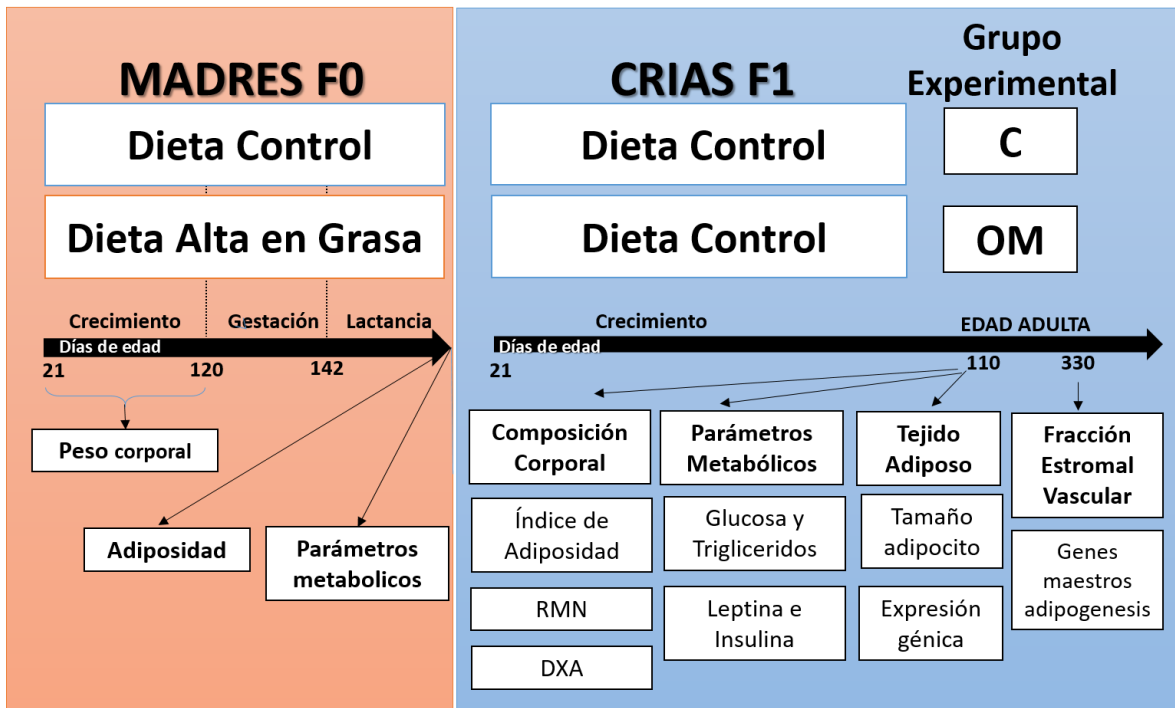 MADRES F0
Dieta Control
Dieta Alta en Grasa
Crecimiento
Gestación
Lactancia
Días de edad
21
120
142
Peso corporal
Adiposidad
Parámetros
metabolicos
CRIAS F1
Grupo
Experimental
Dieta Control
C
Dieta Control
OM
Crecimiento
EDAD ADULTA
Días de edad
21
110
330
Composición
Corporal
Índice de
Adiposidad
RMN
DXA
Parámetros
Metabólicos
Glucosa y
Trigliceridos
Leptina e
Insulina
Tejido
Adiposo
Tamaño
adipocito
Expresión
génica
Fracción
Estromal
Vascular
Genes
maestros
adipogenesis